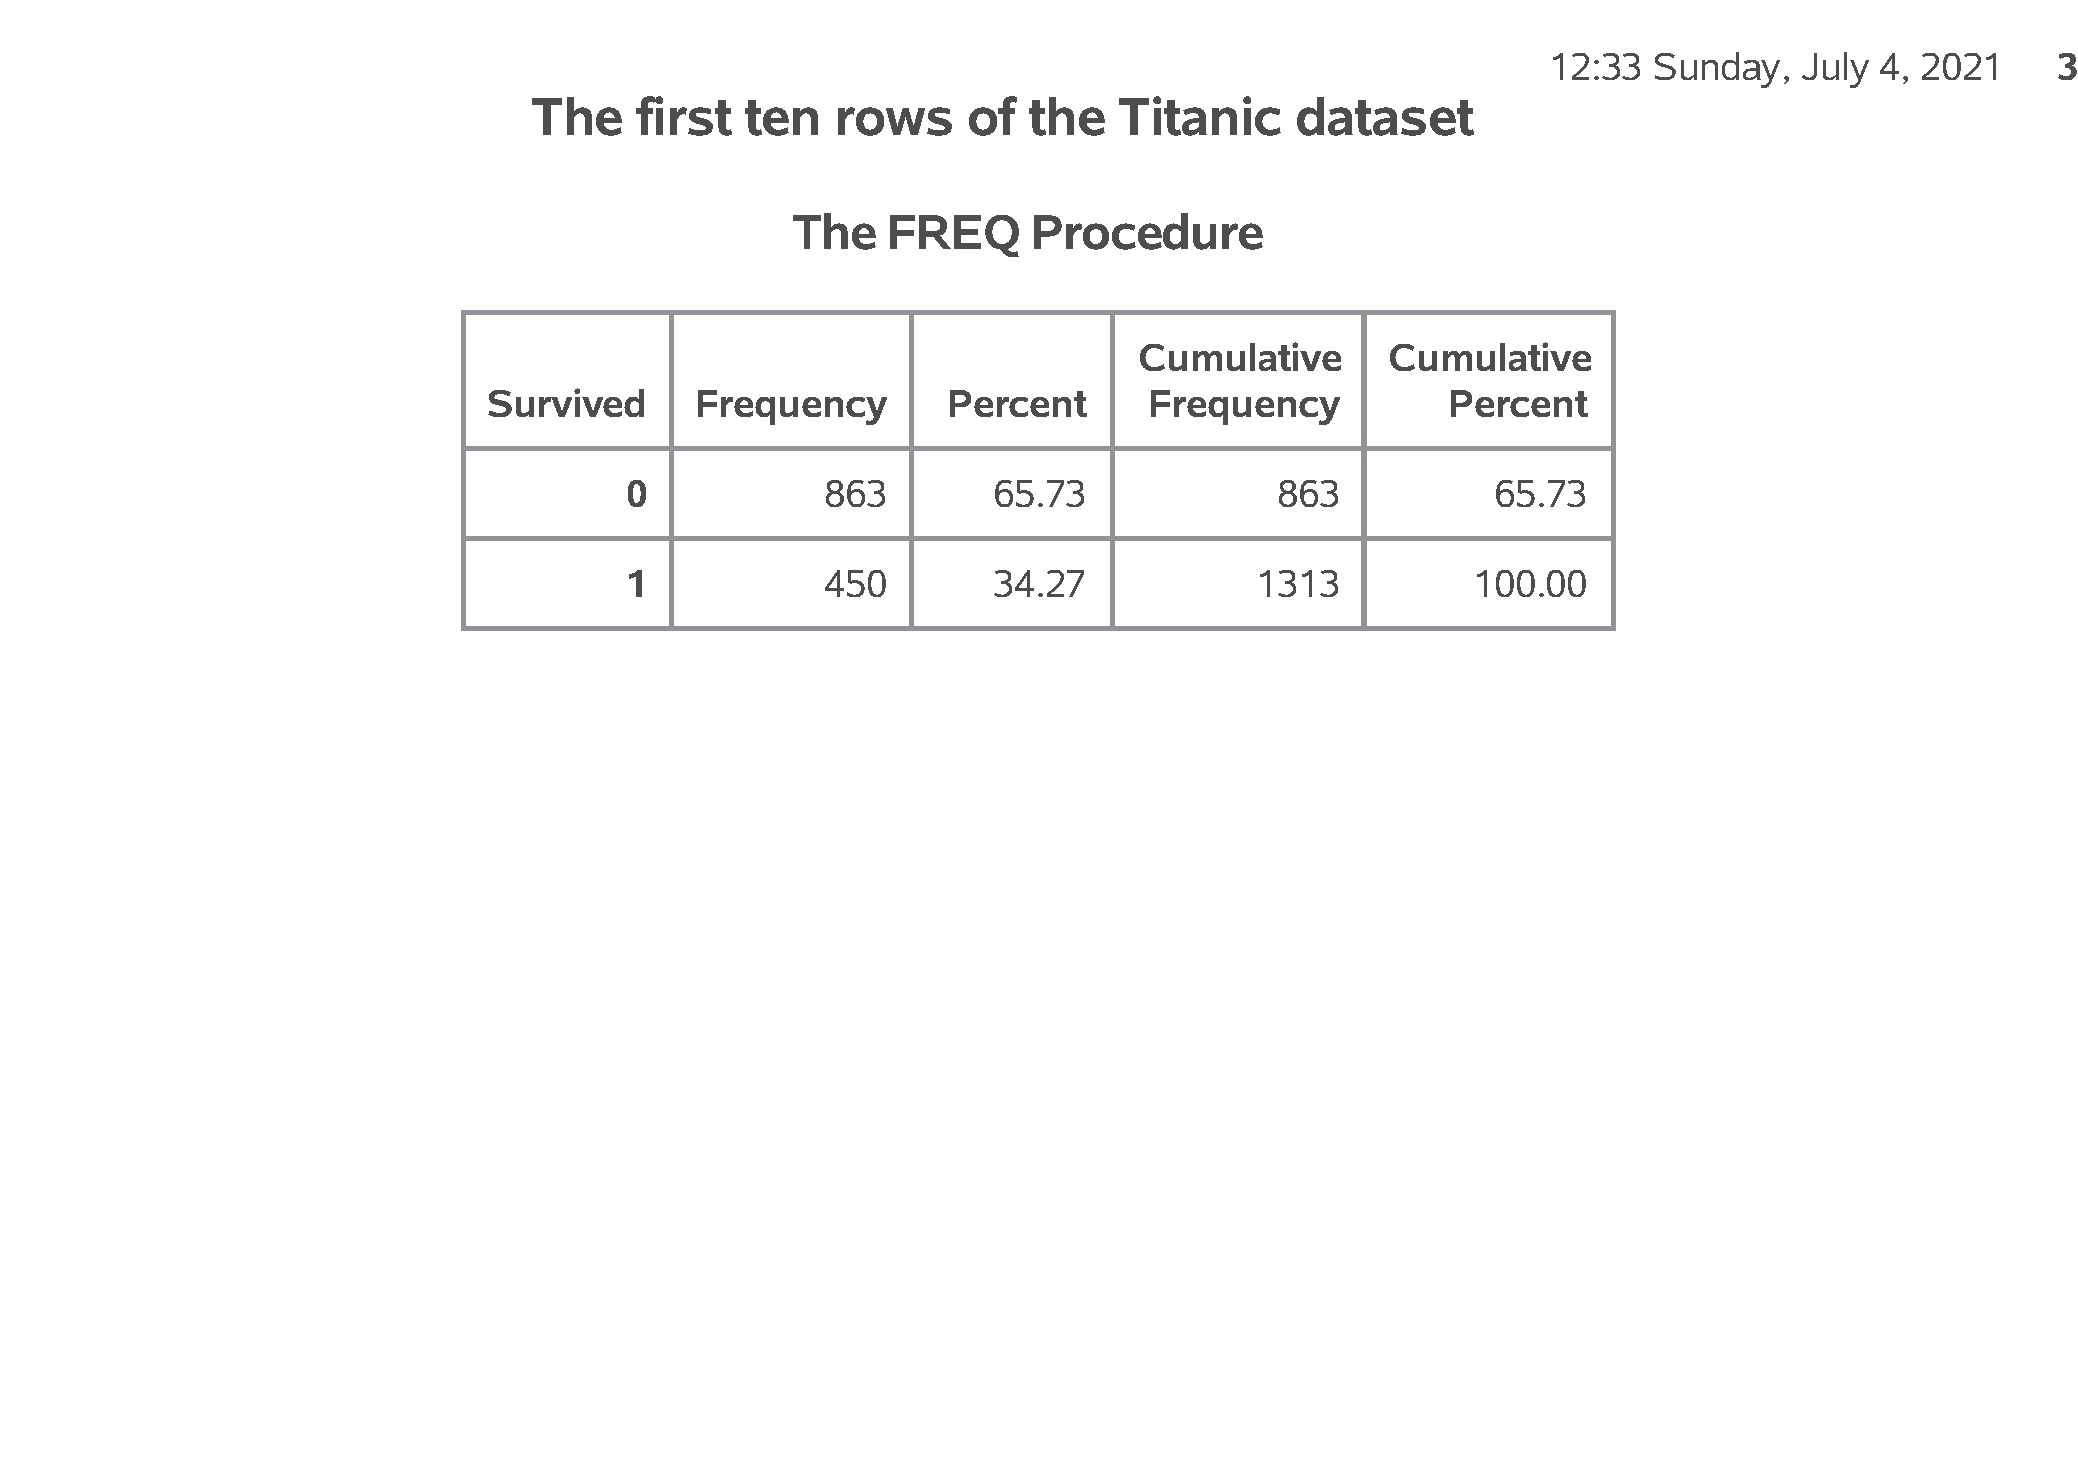 12:33 Sunday, July 4, 2021 3
The first ten rows of the Titanic dataset
The FREQ Procedure
Survived Frequency Percent Cumulative Frequency Cumulative Percent
0 863 65.73 863 65.73
1 450 34.27 1313 100.00